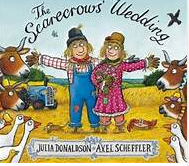 The
Scarecrows' Wedding
JULIA DONALDSON AXEL SCHEFFLER